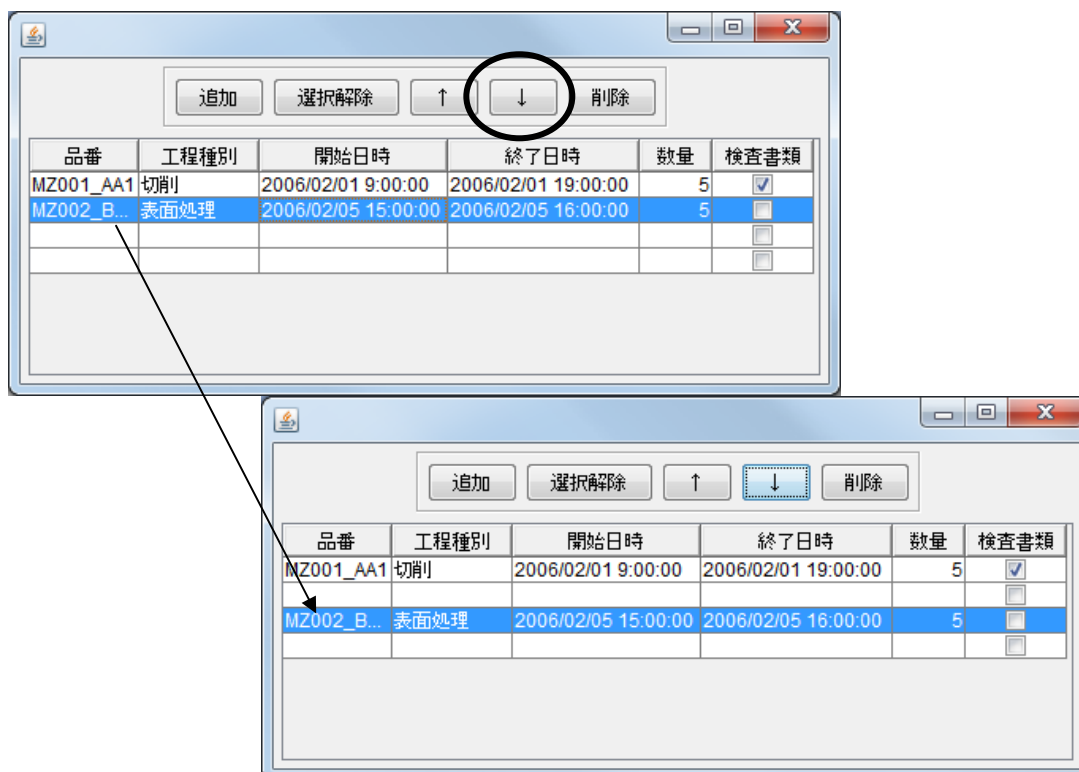 追加 選択解除 ↑ ↓ 削除
品番 工程種別 開始日時 終了日時 数量 検査書類
MZ001_AA1 切削 2006/02/01 9:00:00 2006/02/01 19:00:00 5
MZ002_B... 表面処理 2006/02/05 15:00:00 2006/02/05 16:00:00 5
追加 選択解除 ↑ ↓ 削除
品番 工程種別 開始日時 終了日時 数量 検査書類
MZ001_AA1 切削 2006/02/01 9:00:00 2006/02/01 19:00:00 5
MZ002_B... 表面処理 2006/02/05 15:00:00 2006/02/05 16:00:00 5